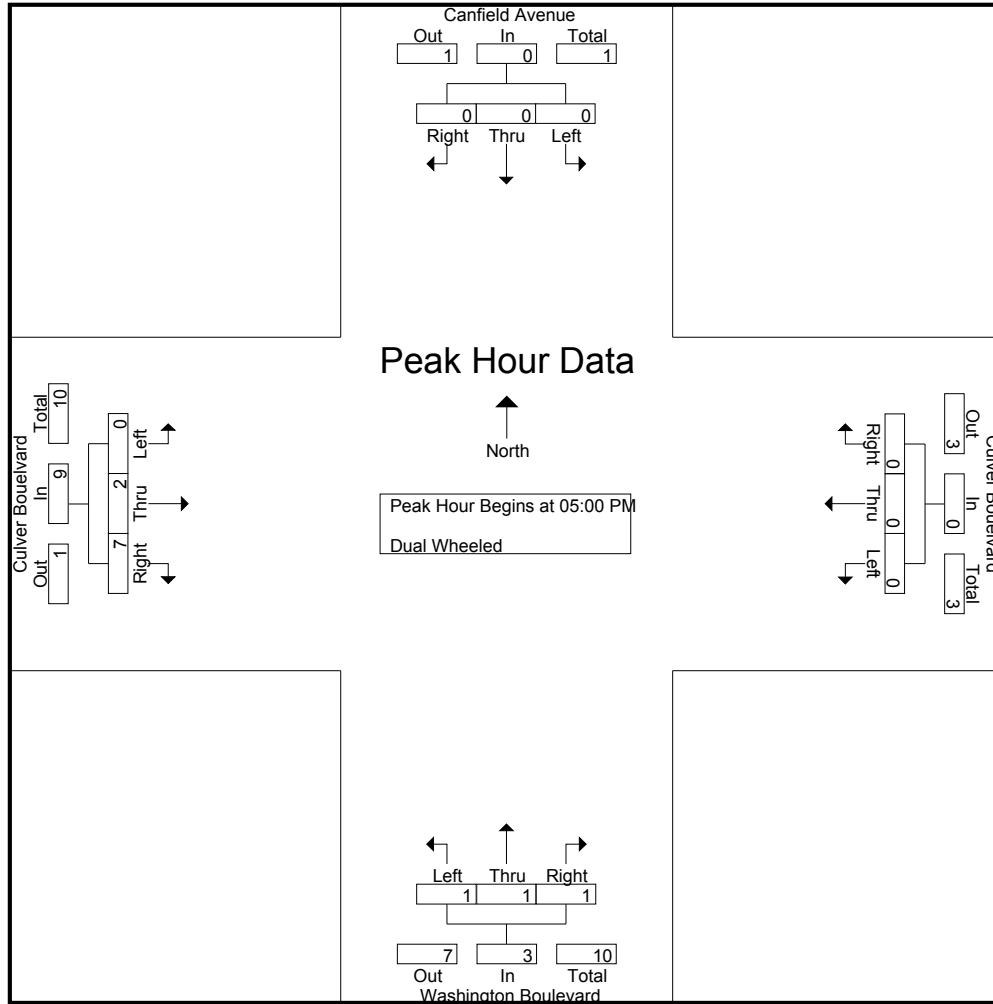 Canfield Avenue
Out In Total
1 0 1
0 0 0
Right Thru Left
Peak Hour Data
North
Peak Hour Begins at 05:00 PM
Dual Wheeled
Culver Bouelvard
Out In Total
1 9 10
0 2 7
Left Thru Right
Culver Bouelvard
Out In Total
3 0 3
0 0 0
Right Thru Left
Left Thru Right
1 1 1
7 3 10
Out In Total
Washington Boulevard